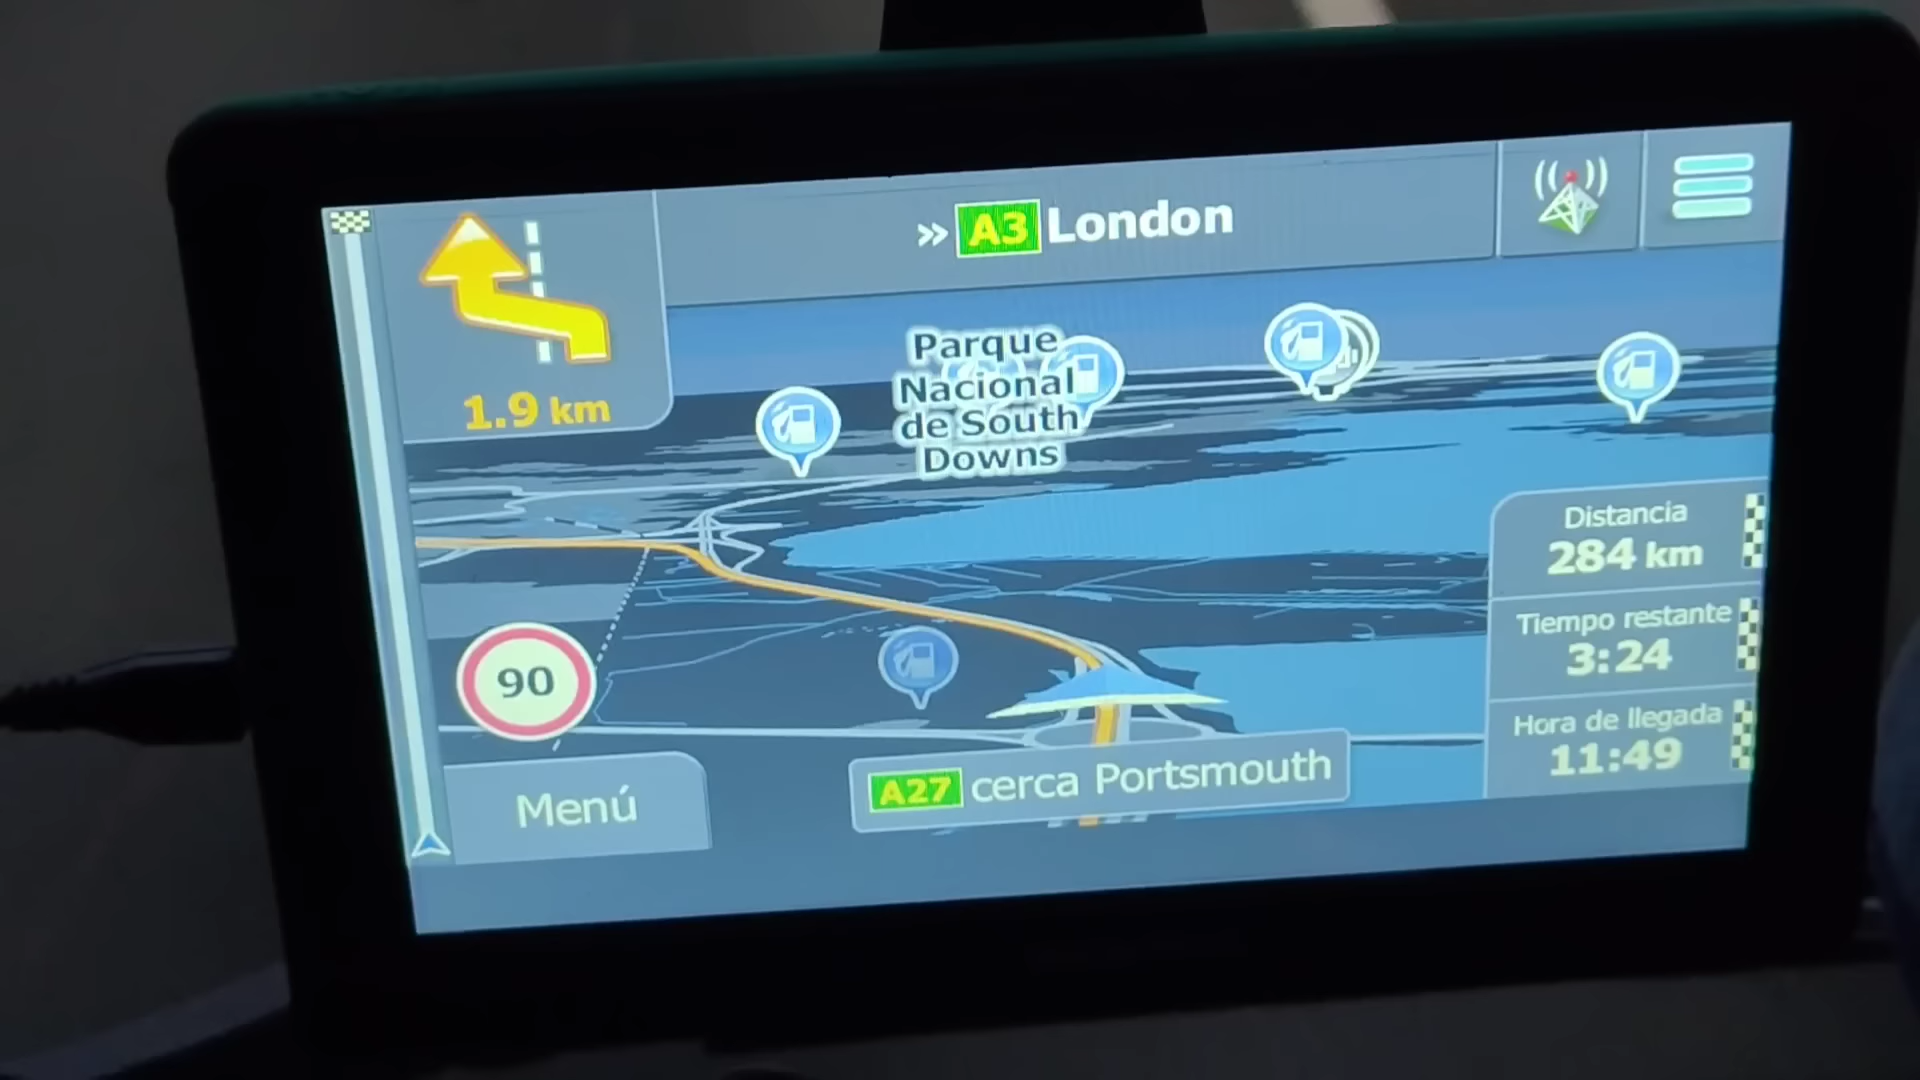 » A3 London
1.9 km
Parque
Nacional
de South
Downs
Distancia
284 km
Tiempo restante
3:24
90
Hora de llegada
11:49
A27 cerca Portsmouth
Menú